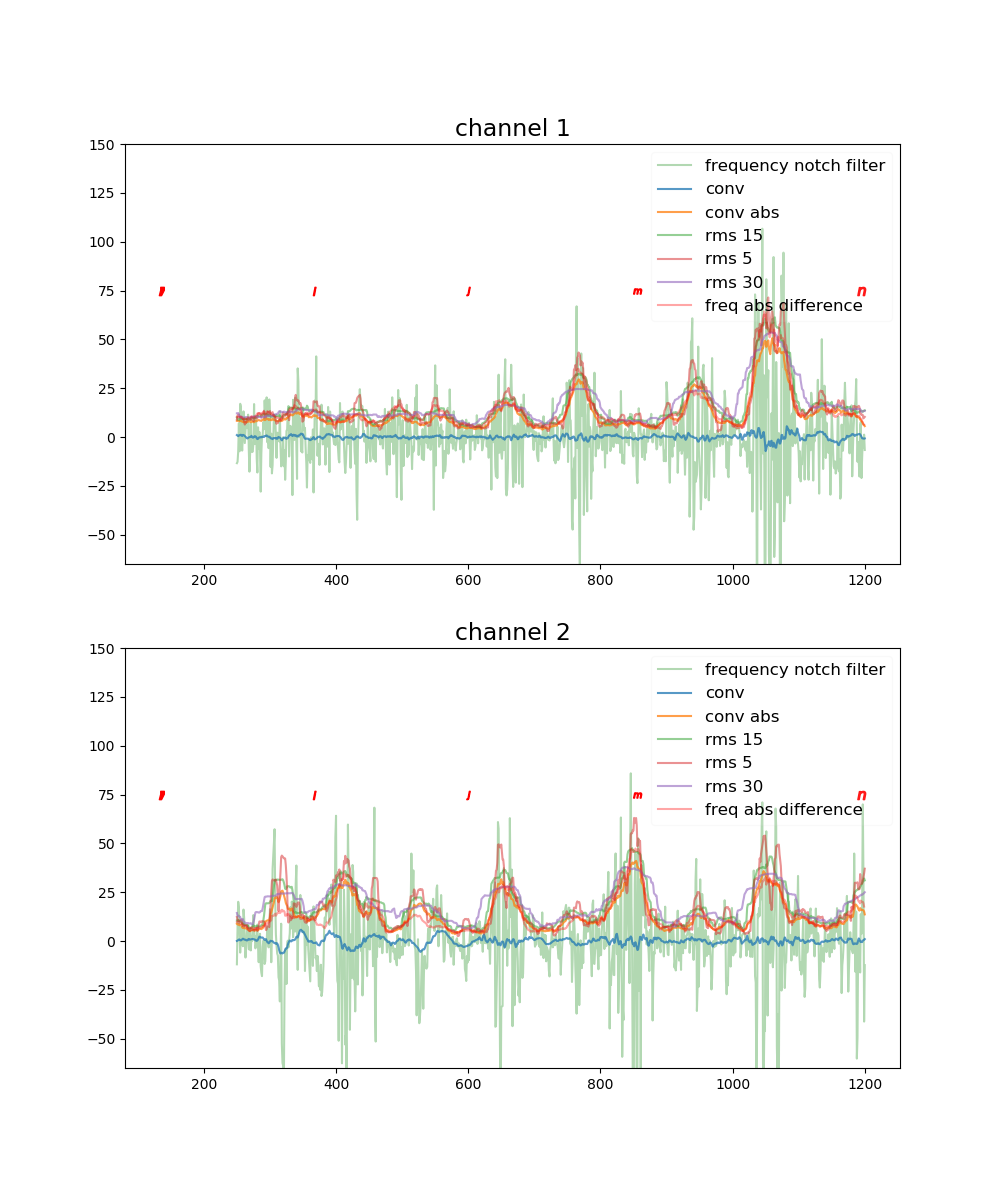 channel 1
150
125
100
75
50
25
0
−25
−50
frequency notch filter
conv
conv abs
rms 15
rms 5
rms 30
freq abs difference
, l J m n
200 400 600 800 1000 1200
channel 2
150
125
100
75
50
25
0
−25
−50
frequency notch filter
conv
conv abs
rms 15
rms 5
rms 30
freq abs difference
, l J m n
200 400 600 800 1000 1200